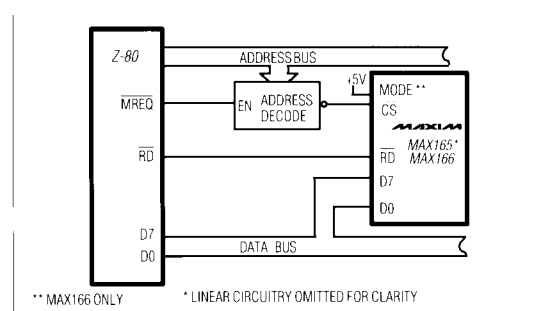 Z-80
ADDRESS BUS
+5V
MODE **
MREQ
EN ADDRESS DECODE
CS
MAXIM
MAX165*
MAX166
RD
RD
D7
D0
D7
D0
DATA BUS
** MAX166 ONLY
* LINEAR CIRCUITRY OMITTED FOR CLARITY